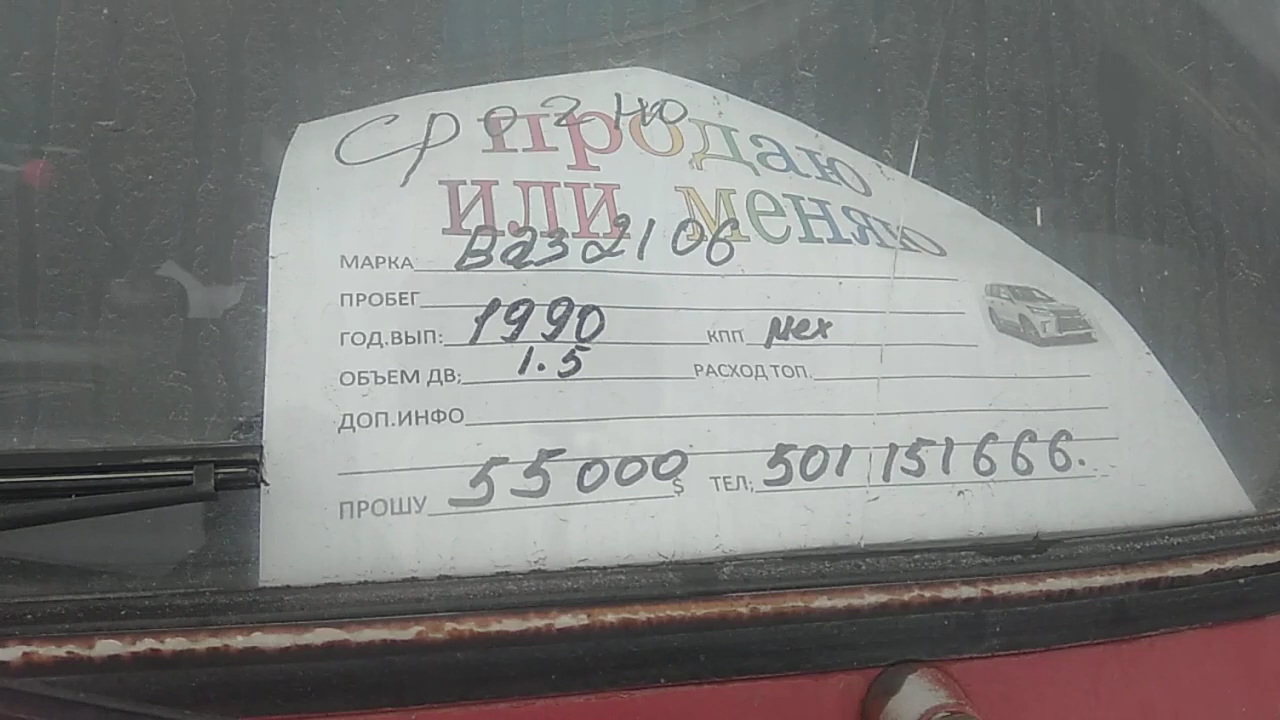 Срочно
продаю
или меняю
МАРКА Ваз 2106
ПРОБЕГ
ГОД.ВЫП: 1990 КПП мех
ОБЪЕМ ДВ: 1.5 РАСХОД ТОП.
ДОП.ИНФО
ПРОШУ 55000 $ ТЕЛ: 501 151 666.